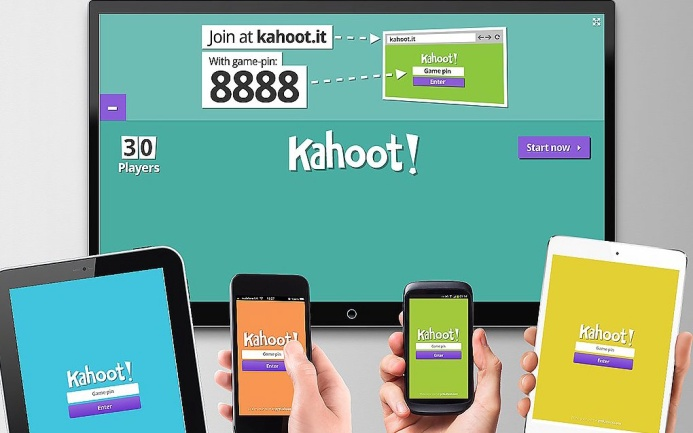 Join at kahoot.it
With game-pin:
8888
kahoot.it
Kahoot!
Game pin
Enter
30
Players
Kahoot!
Start now
Kahoot!
Game pin
Enter
Kahoot!
Game pin
Enter
Kahoot!
Game pin
Enter
Kahoot!
Game pin
Enter